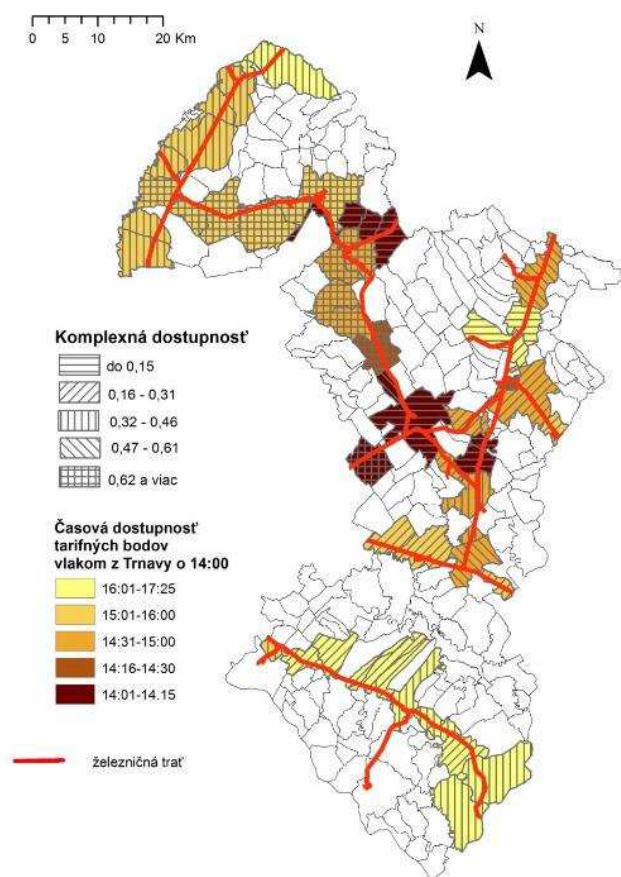 0 5 10 20 Km
N
Komplexná dostupnosť
do 0,15
0,16 - 0,31
0,32 - 0,46
0,47 - 0,61
0,62 a viac
Časová dostupnosť
tarifných bodov
vlakom z Trnavy o 14:00
16:01-17:25
15:01-16:00
14:31-15:00
14:16-14:30
14:01-14.15
železničná trať